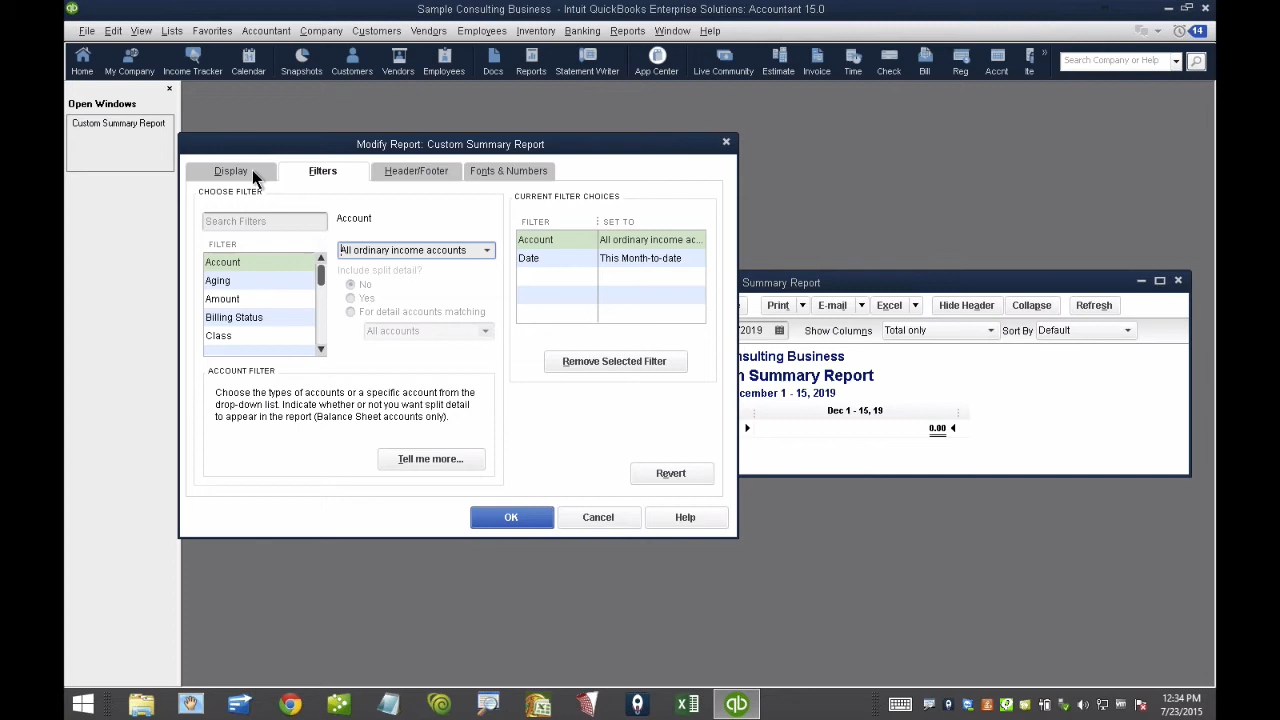 Sample Consulting Business - Intuit QuickBooks Enterprise Solutions: Accountant 15.0
File Edit View Lists Favorites Accountant Company Customers Vendors Employees Inventory Banking Reports Window Help 14
Home My Company Income Tracker Calendar Snapshots Customers Vendors Employees Docs Reports Statement Writer App Center Live Community Estimate Invoice Time Check Bill Reg Accnt Ite Search Company or Help
Open Windows
Custom Summary Report
Modify Report: Custom Summary Report
Display Filters Header/Footer Fonts & Numbers
CHOOSE FILTER
Search Filters
FILTER
Account
Aging
Amount
Billing Status
Class
Account
All ordinary income accounts
Include split detail?
No
Yes
For detail accounts matching
All accounts
ACCOUNT FILTER
Choose the types of accounts or a specific account from the
drop-down list. Indicate whether or not you want split detail
to appear in the report (Balance Sheet accounts only).
Tell me more...
CURRENT FILTER CHOICES
FILTER SET TO
Account All ordinary income ac...
Date This Month-to-date
Remove Selected Filter
Revert
OK Cancel Help
Summary Report
Print E-mail Excel Hide Header Collapse Refresh
/2019 Show Columns Total only Sort By Default
nsulting Business
n Summary Report
ecember 1 - 15, 2019
Dec 1 - 15, 19
0.00
12:34 PM
7/23/2015